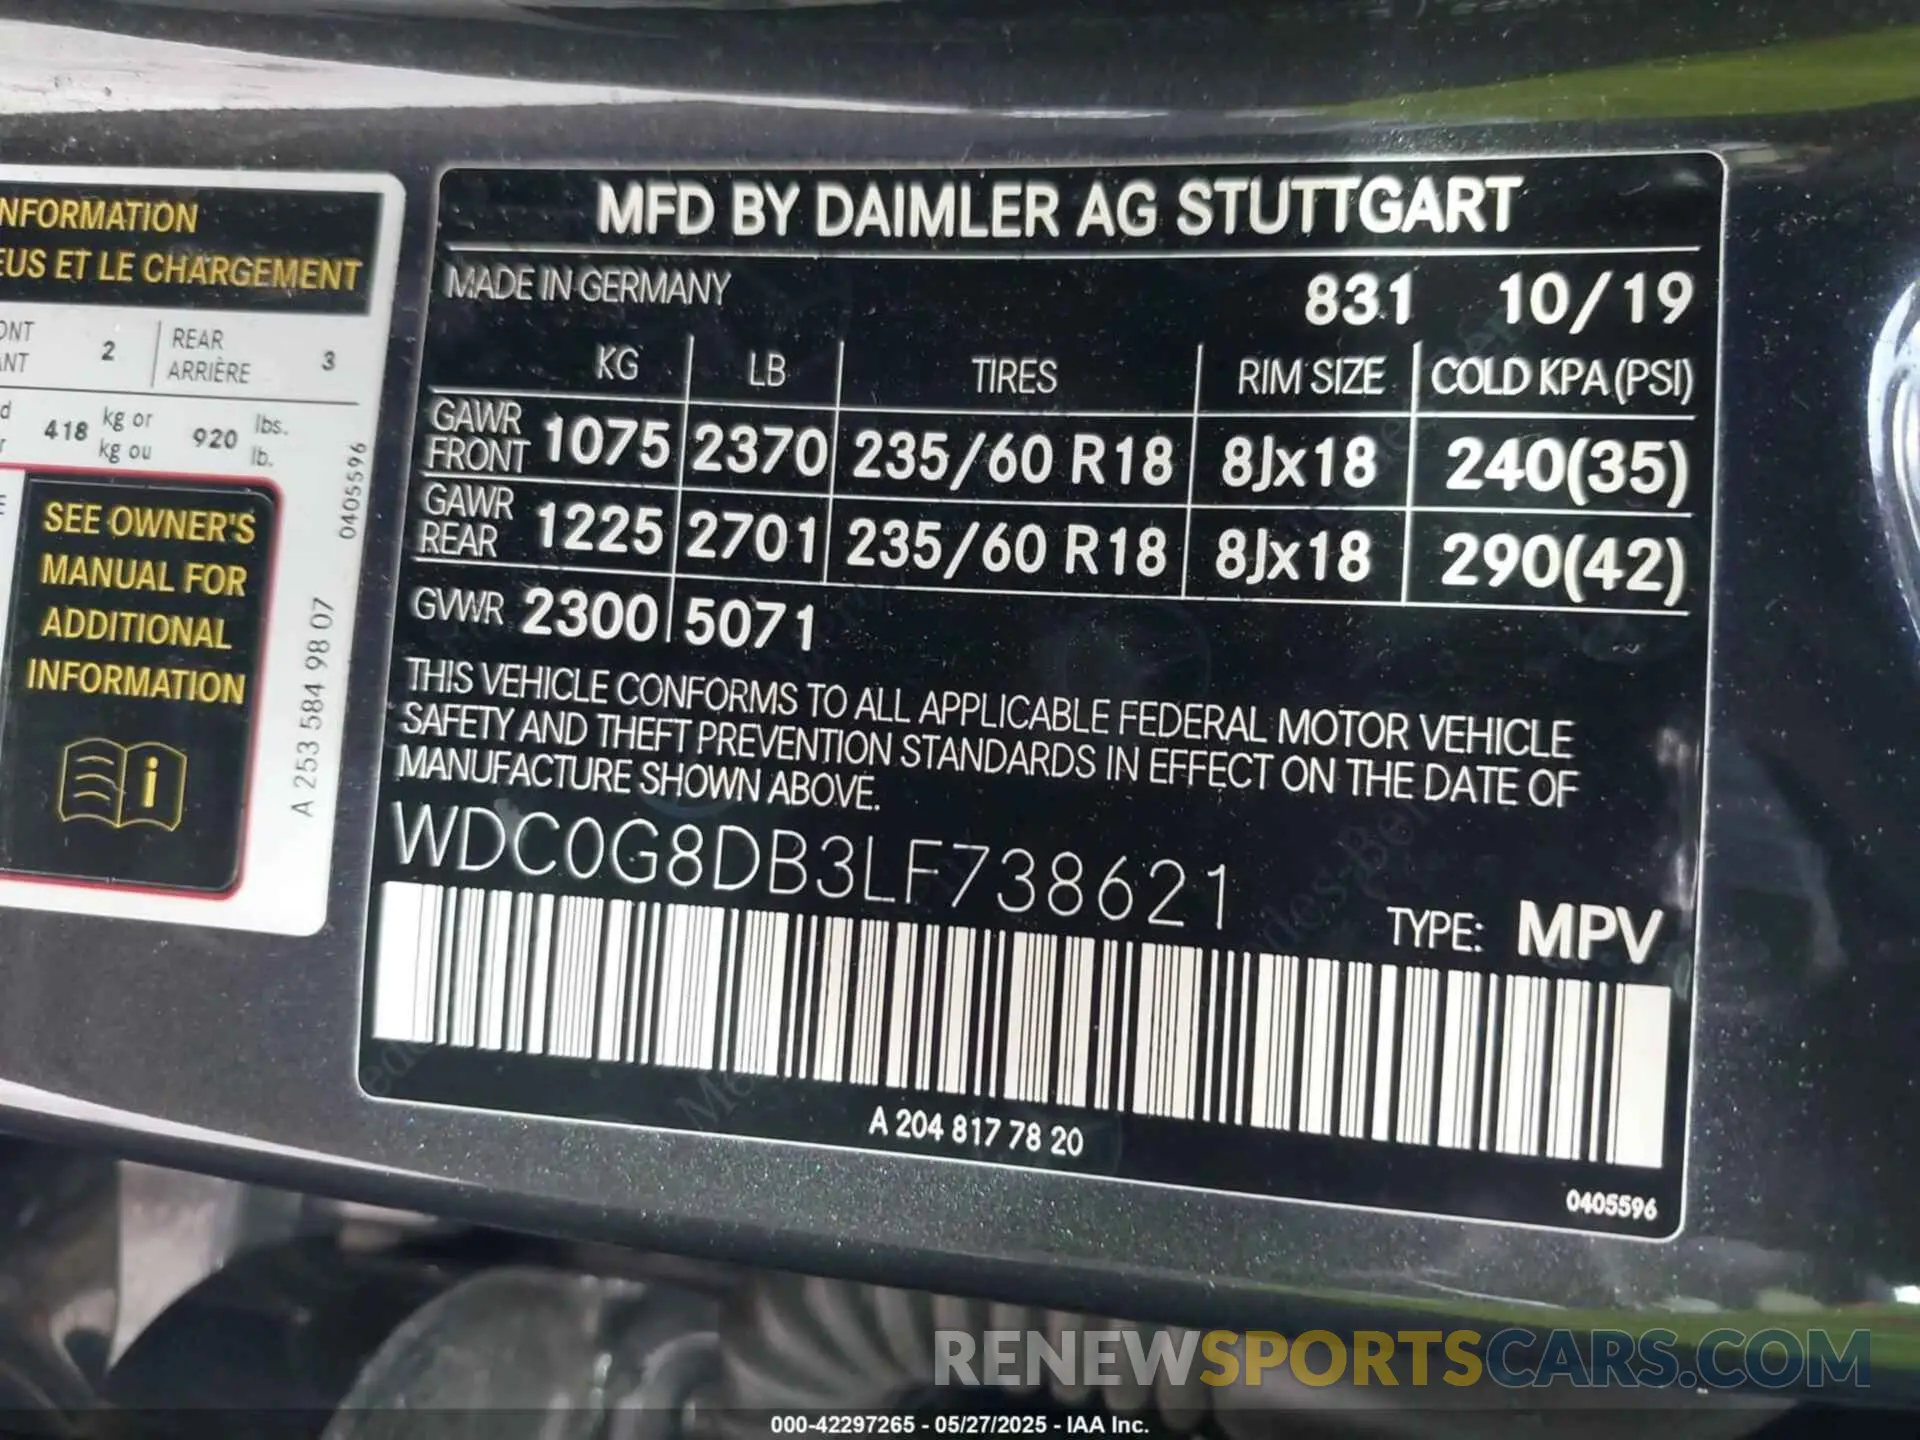 NFORMATION
EUS ET LE CHARGEMENT
ONT
ANT
2
REAR
ARRIÈRE
3
418
kg or
kg ou
920
lbs.
lb.
0405596
SEE OWNER'S
MANUAL FOR
ADDITIONAL
INFORMATION
i
A 253 584 98 07
MFD BY DAIMLER AG STUTTGART
MADE IN GERMANY 831 10/19
KG LB TIRES RIM SIZE COLD KPA (PSI)
GAWR FRONT 1075 2370 235/60 R18 8Jx18 240(35)
GAWR REAR 1225 2701 235/60 R18 8Jx18 290(42)
GVWR 2300 5071
THIS VEHICLE CONFORMS TO ALL APPLICABLE FEDERAL MOTOR VEHICLE
SAFETY AND THEFT PREVENTION STANDARDS IN EFFECT ON THE DATE OF
MANUFACTURE SHOWN ABOVE.
WDC0G8DB3LF738621
TYPE: MPV
A 204 817 78 20
0405596
RENEWSPORTSCARS.COM
000-42297265 - 05/27/2025 - IAA Inc.